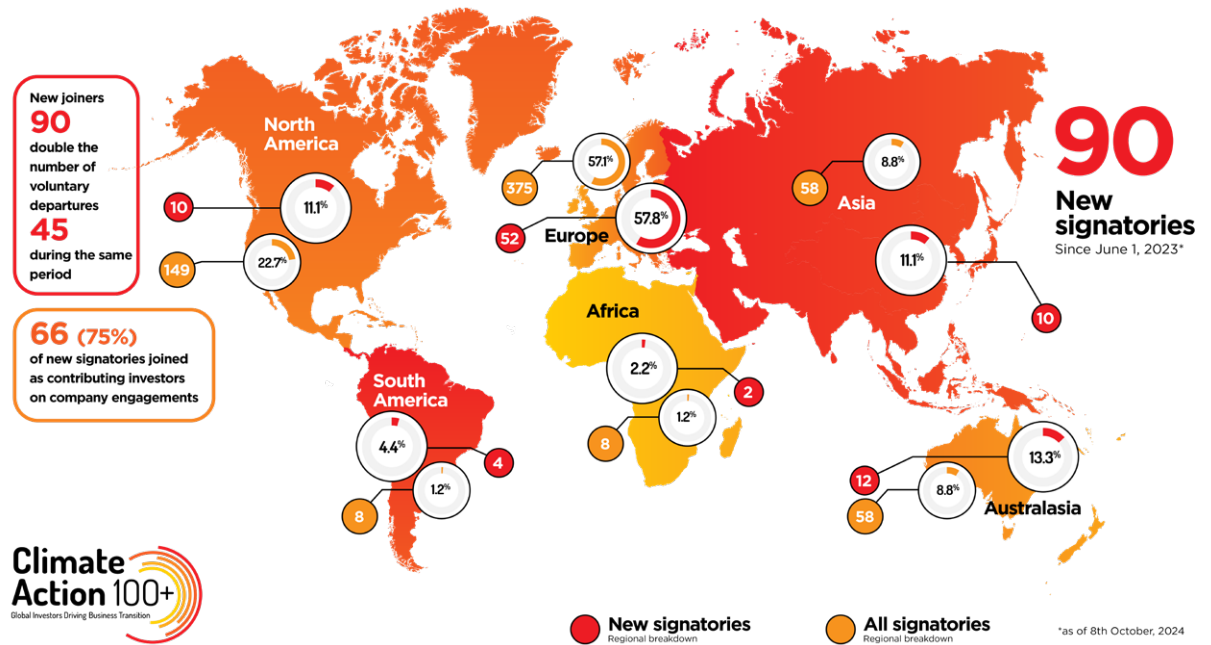 New joiners
90
double the
number of
voluntary
departures
45
during the same
period
66 (75%)
of new signatories joined
as contributing investors
on company engagements
North
America
10
11.1%
149
22.7%
South
America
4.4%
4
8
1.2%
375
57.1%
52
Europe
57.8%
Africa
2.2%
2
8
1.2%
58
8.8%
Asia
11.1%
10
12
13.3%
58
8.8%
Australasia
90
New
signatories
Since June 1, 2023*
Climate
Action 100+
Global Investors Driving Business Transition
New signatories
Regional breakdown
All signatories
Regional breakdown
*as of 8th October, 2024